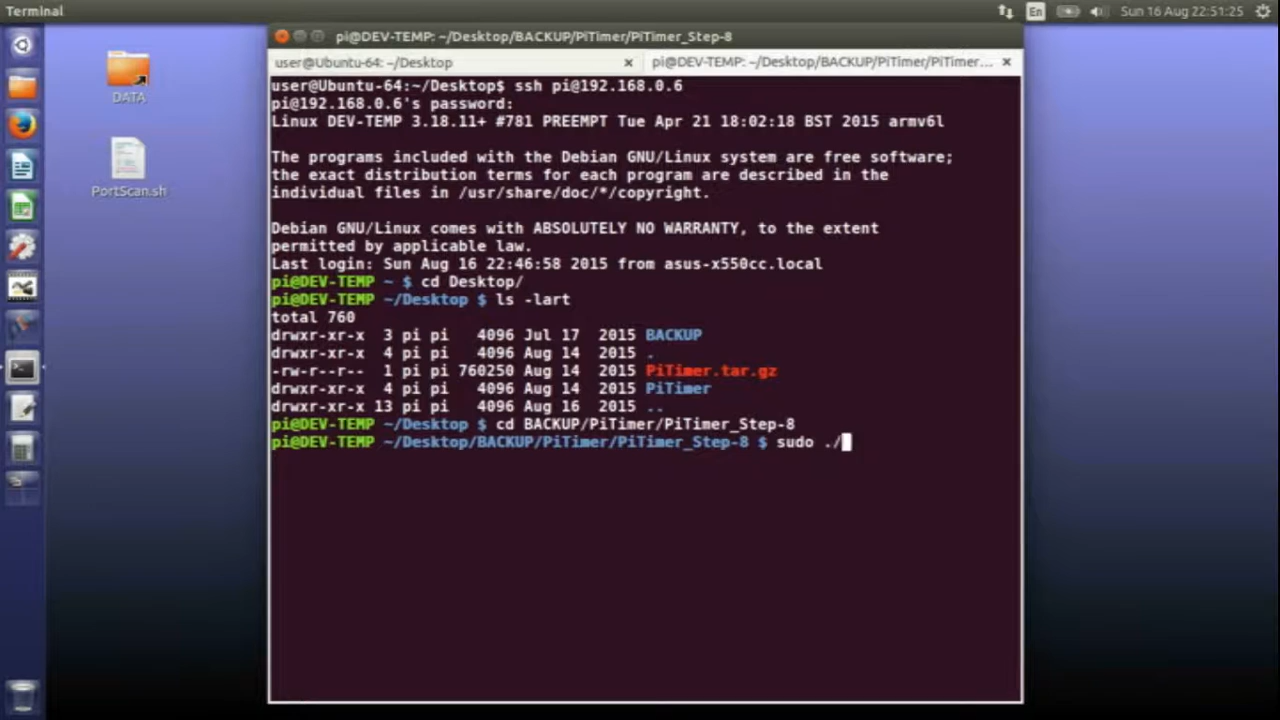 Terminal
En
Sun 16 Aug 22:51:25
DATA
PortScan.sh
pi@DEV-TEMP: ~/Desktop/BACKUP/PiTimer/PiTimer_Step-8
user@Ubuntu-64: ~/Desktop
pi@DEV-TEMP: ~/Desktop/BACKUP/PiTimer/PiTimer...
user@Ubuntu-64:~/Desktop$ ssh pi@192.168.0.6
pi@192.168.0.6's password:
Linux DEV-TEMP 3.18.11+ #781 PREEMPT Tue Apr 21 18:02:18 BST 2015 armv6l
The programs included with the Debian GNU/Linux system are free software;
the exact distribution terms for each program are described in the
individual files in /usr/share/doc/*/copyright.
Debian GNU/Linux comes with ABSOLUTELY NO WARRANTY, to the extent
permitted by applicable law.
Last login: Sun Aug 16 22:46:58 2015 from asus-x550cc.local
pi@DEV-TEMP ~ $ cd Desktop/
pi@DEV-TEMP ~/Desktop $ ls -lart
total 760
drwxr-xr-x  3 pi pi   4096 Jul 17  2015 BACKUP
drwxr-xr-x  4 pi pi   4096 Aug 14  2015 .
-rw-r--r--  1 pi pi 760250 Aug 14  2015 PiTimer.tar.gz
drwxr-xr-x  4 pi pi   4096 Aug 14  2015 PiTimer
drwxr-xr-x 13 pi pi   4096 Aug 16  2015 ..
pi@DEV-TEMP ~/Desktop $ cd BACKUP/PiTimer/PiTimer_Step-8
pi@DEV-TEMP ~/Desktop/BACKUP/PiTimer/PiTimer_Step-8 $ sudo ./